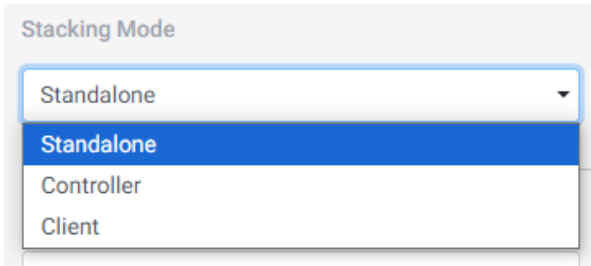 Stacking Mode
Standalone
Standalone
Controller
Client